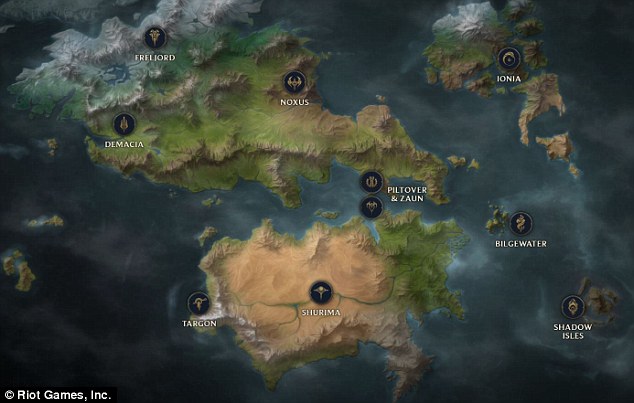 FRELJORD
IONIA
NOXUS
DEMACIA
PILTOVER
& ZAUN
BILGEWATER
SHURIMA
TARGON
SHADOW
ISLES
© Riot Games, Inc.